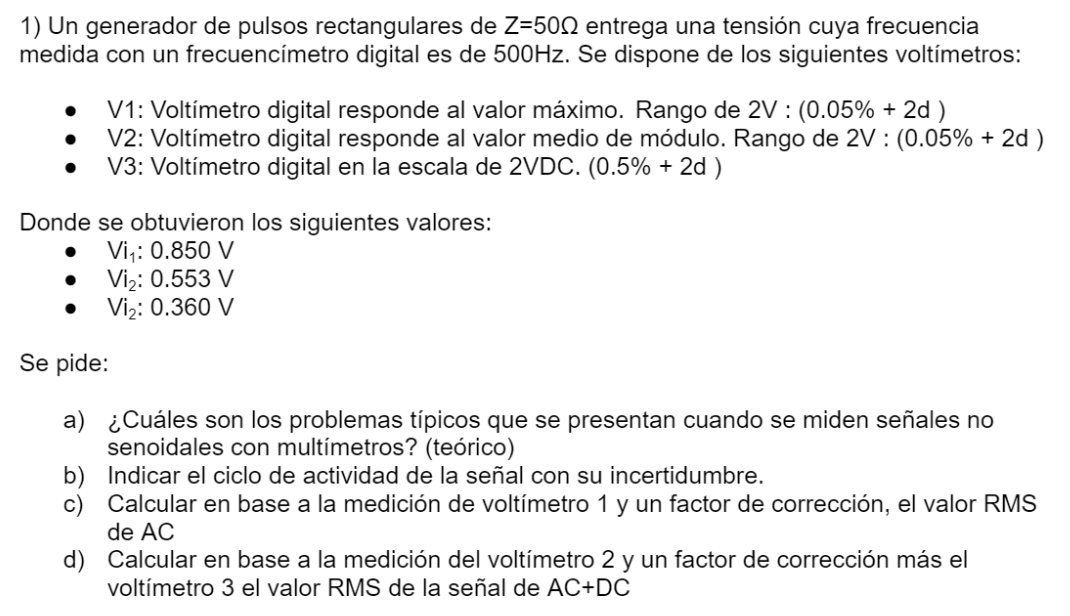 1) Un generador de pulsos rectangulares de Z=50Ω entrega una tensión cuya frecuencia
medida con un frecuencímetro digital es de 500Hz. Se dispone de los siguientes voltímetros:
● V1: Voltímetro digital responde al valor máximo. Rango de 2V : (0.05% + 2d )
● V2: Voltímetro digital responde al valor medio de módulo. Rango de 2V : (0.05% + 2d )
● V3: Voltímetro digital en la escala de 2VDC. (0.5% + 2d )
Donde se obtuvieron los siguientes valores:
● Vi₁: 0.850 V
● Vi₂: 0.553 V
● Vi₂: 0.360 V
Se pide:
a) ¿Cuáles son los problemas típicos que se presentan cuando se miden señales no
senoidales con multímetros? (teórico)
b) Indicar el ciclo de actividad de la señal con su incertidumbre.
c) Calcular en base a la medición de voltímetro 1 y un factor de corrección, el valor RMS
de AC
d) Calcular en base a la medición del voltímetro 2 y un factor de corrección más el
voltímetro 3 el valor RMS de la señal de AC+DC